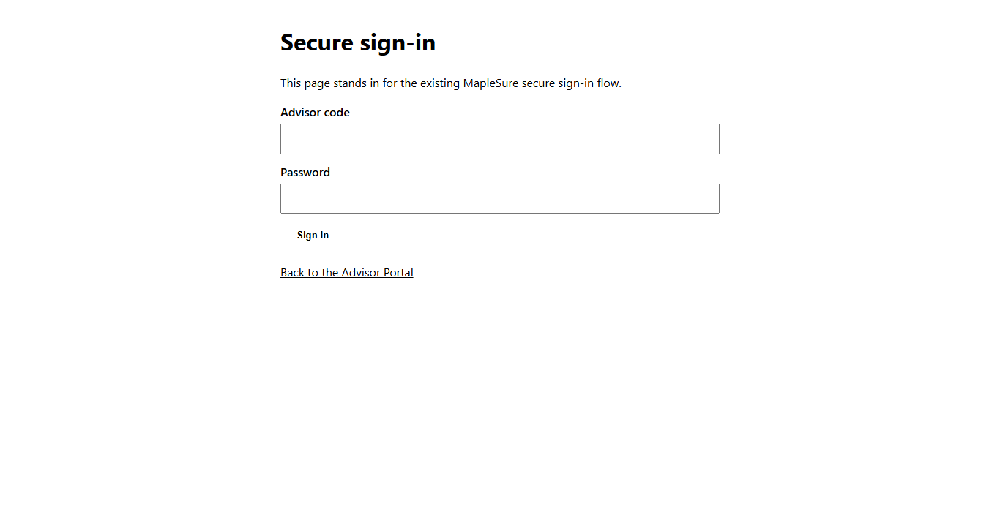 Secure sign-in
This page stands in for the existing MapleSure secure sign-in flow.
Advisor code
Password
Sign in
Back to the Advisor Portal